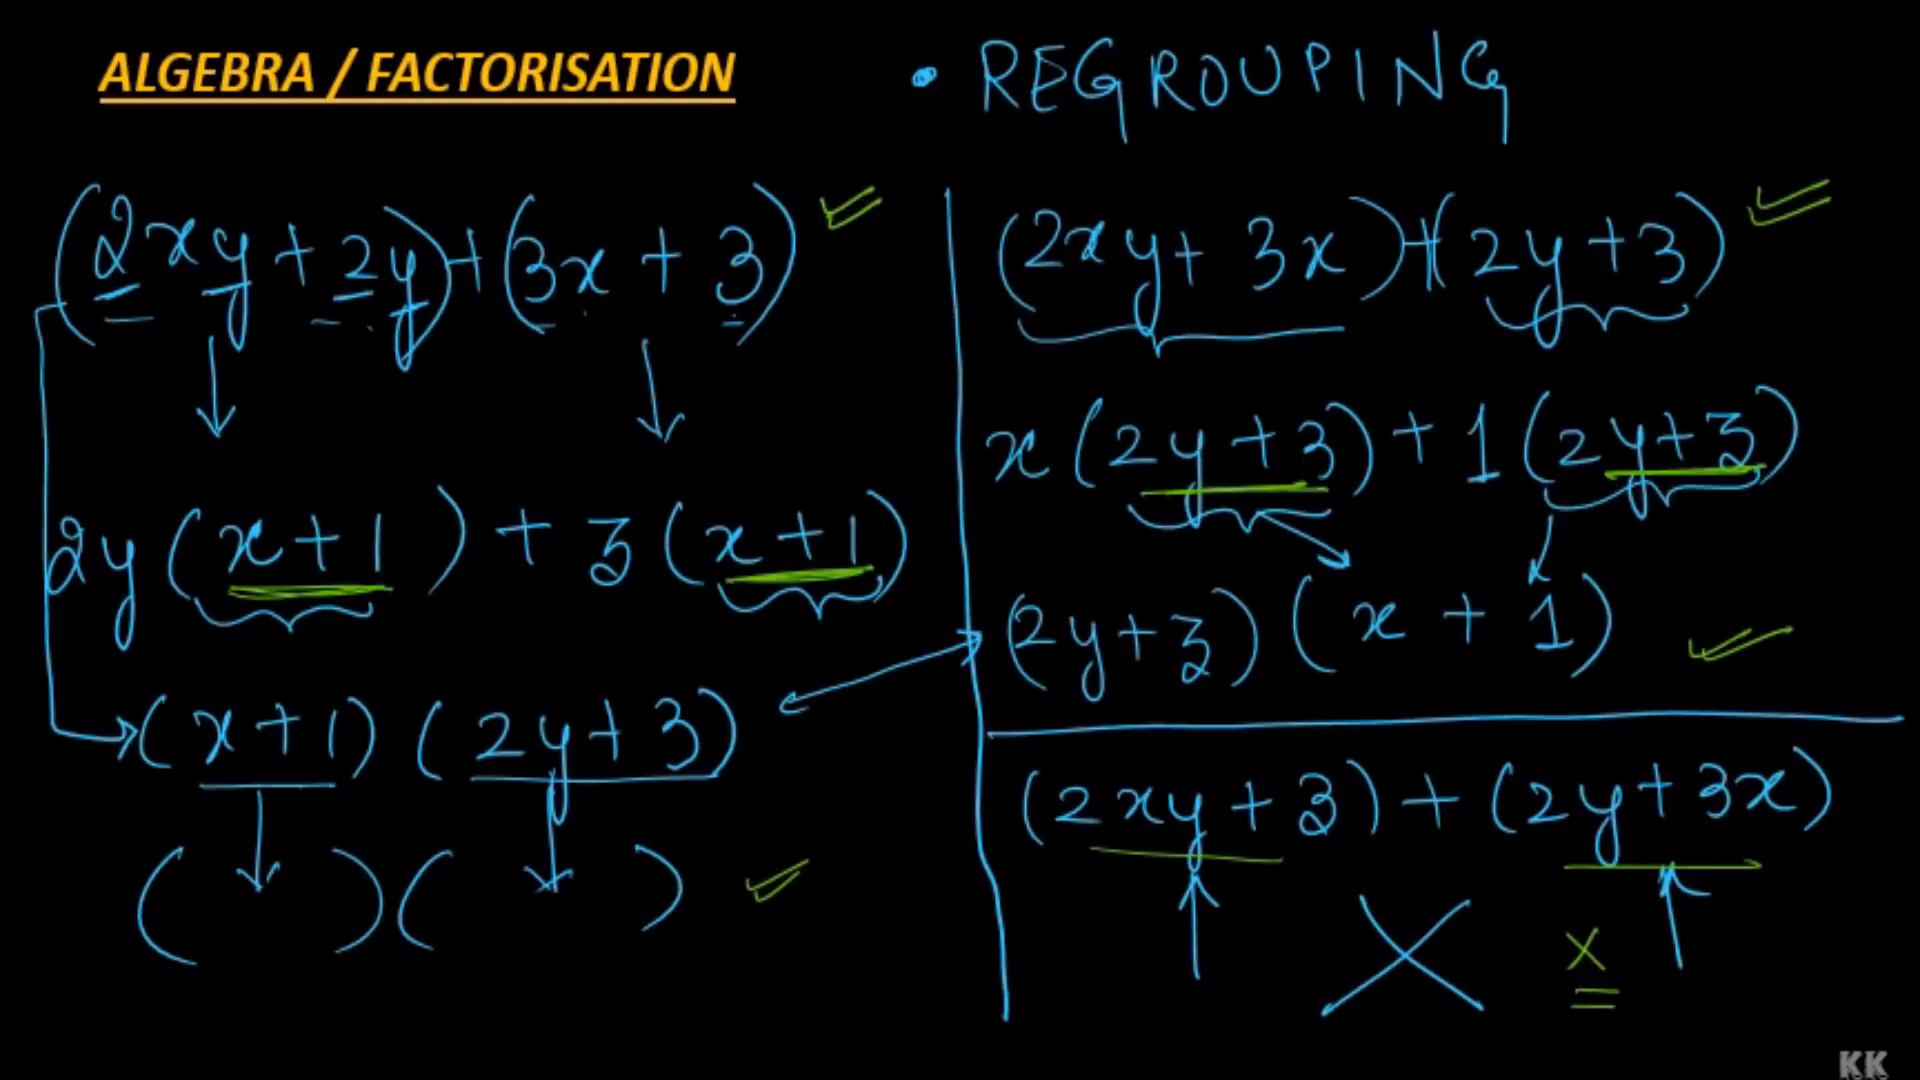 ALGEBRA / FACTORISATION
• REGROUPING
(2xy + 2y) + (3x + 3)
2y (x + 1) + 3 (x + 1)
(x + 1) (2y + 3)
( ) ( )
(2xy + 3x) + (2y + 3)
x (2y + 3) + 1 (2y + 3)
(2y + 3) (x + 1)
(2xy + 3) + (2y + 3x)
KK